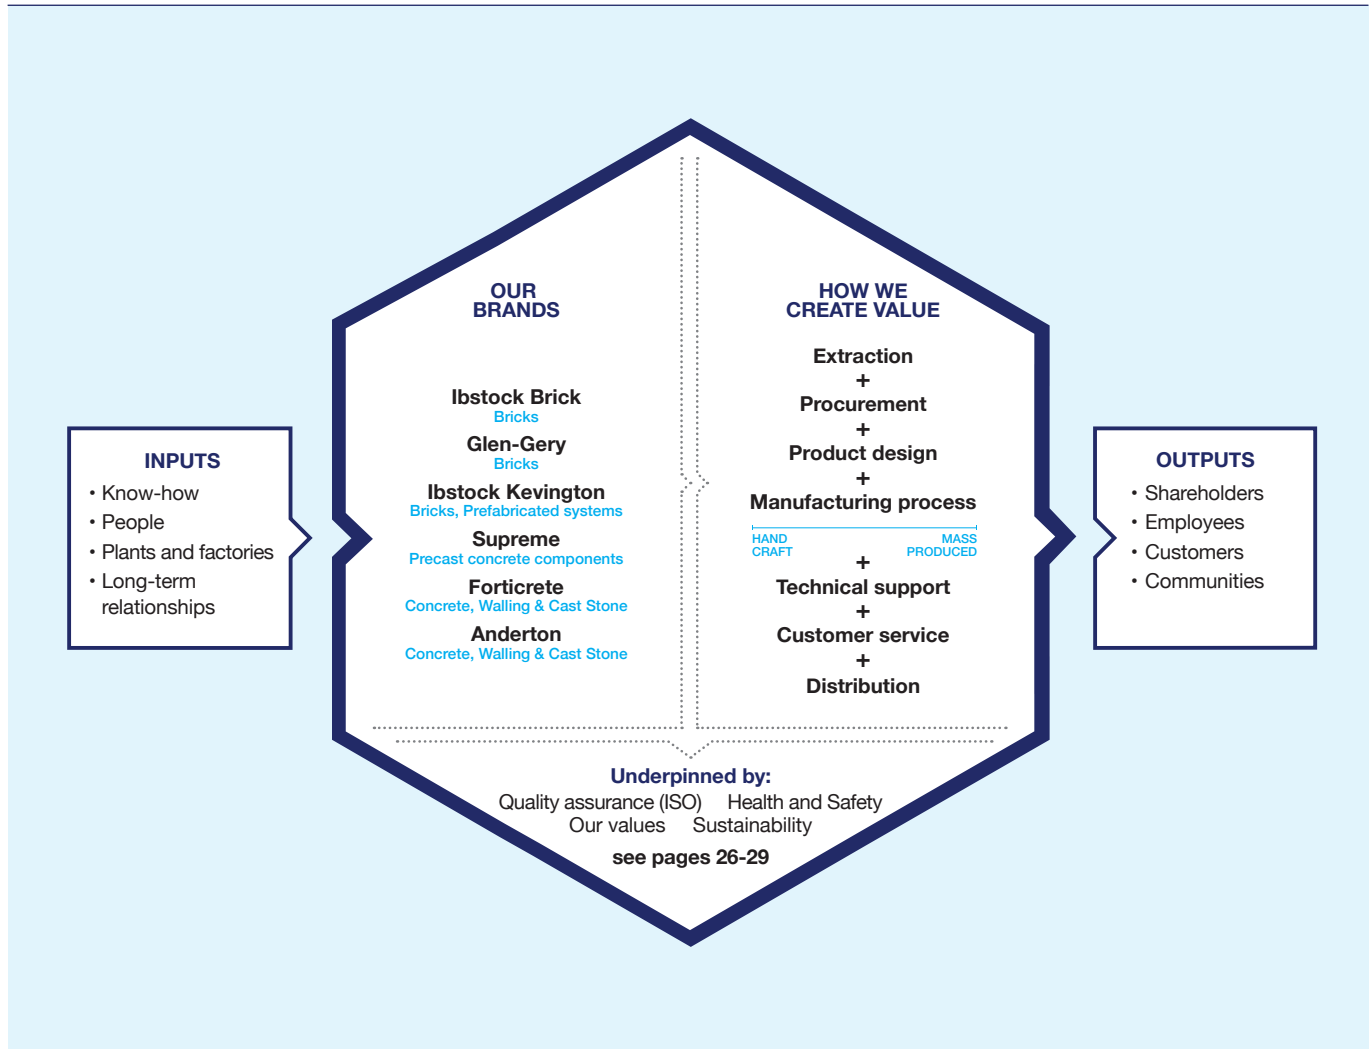 INPUTS
• Know-how
• People
• Plants and factories
• Long-term
relationships
OUR
BRANDS
Ibstock Brick
Bricks
Glen-Gery
Bricks
Ibstock Kevington
Bricks, Prefabricated systems
Supreme
Precast concrete components
Forticrete
Concrete, Walling & Cast Stone
Anderton
Concrete, Walling & Cast Stone
HOW WE
CREATE VALUE
Extraction
+
Procurement
+
Product design
+
Manufacturing process
HAND
CRAFT
MASS
PRODUCED
+
Technical support
+
Customer service
+
Distribution
Underpinned by:
Quality assurance (ISO) Health and Safety
Our values Sustainability
see pages 26-29
OUTPUTS
• Shareholders
• Employees
• Customers
• Communities